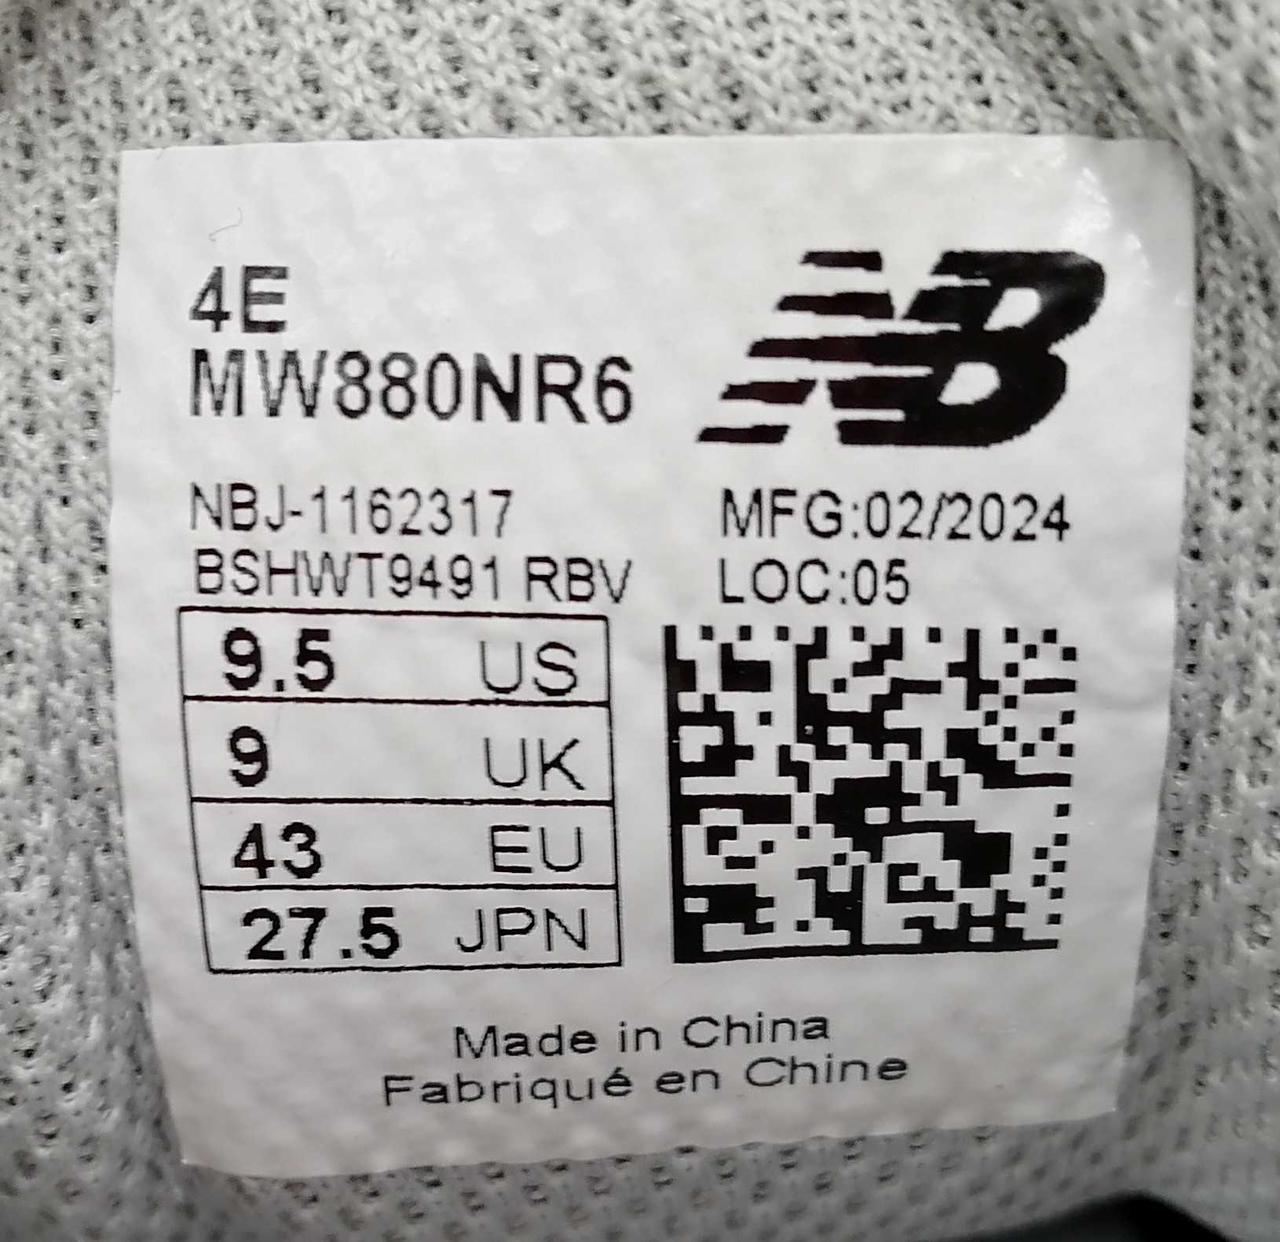 4E
MW880NR6
NB
NBJ-1162317
BSHWT9491 RBV
MFG:02/2024
LOC:05
9.5 US
9 UK
43 EU
27.5 JPN
Made in China
Fabriqué en Chine